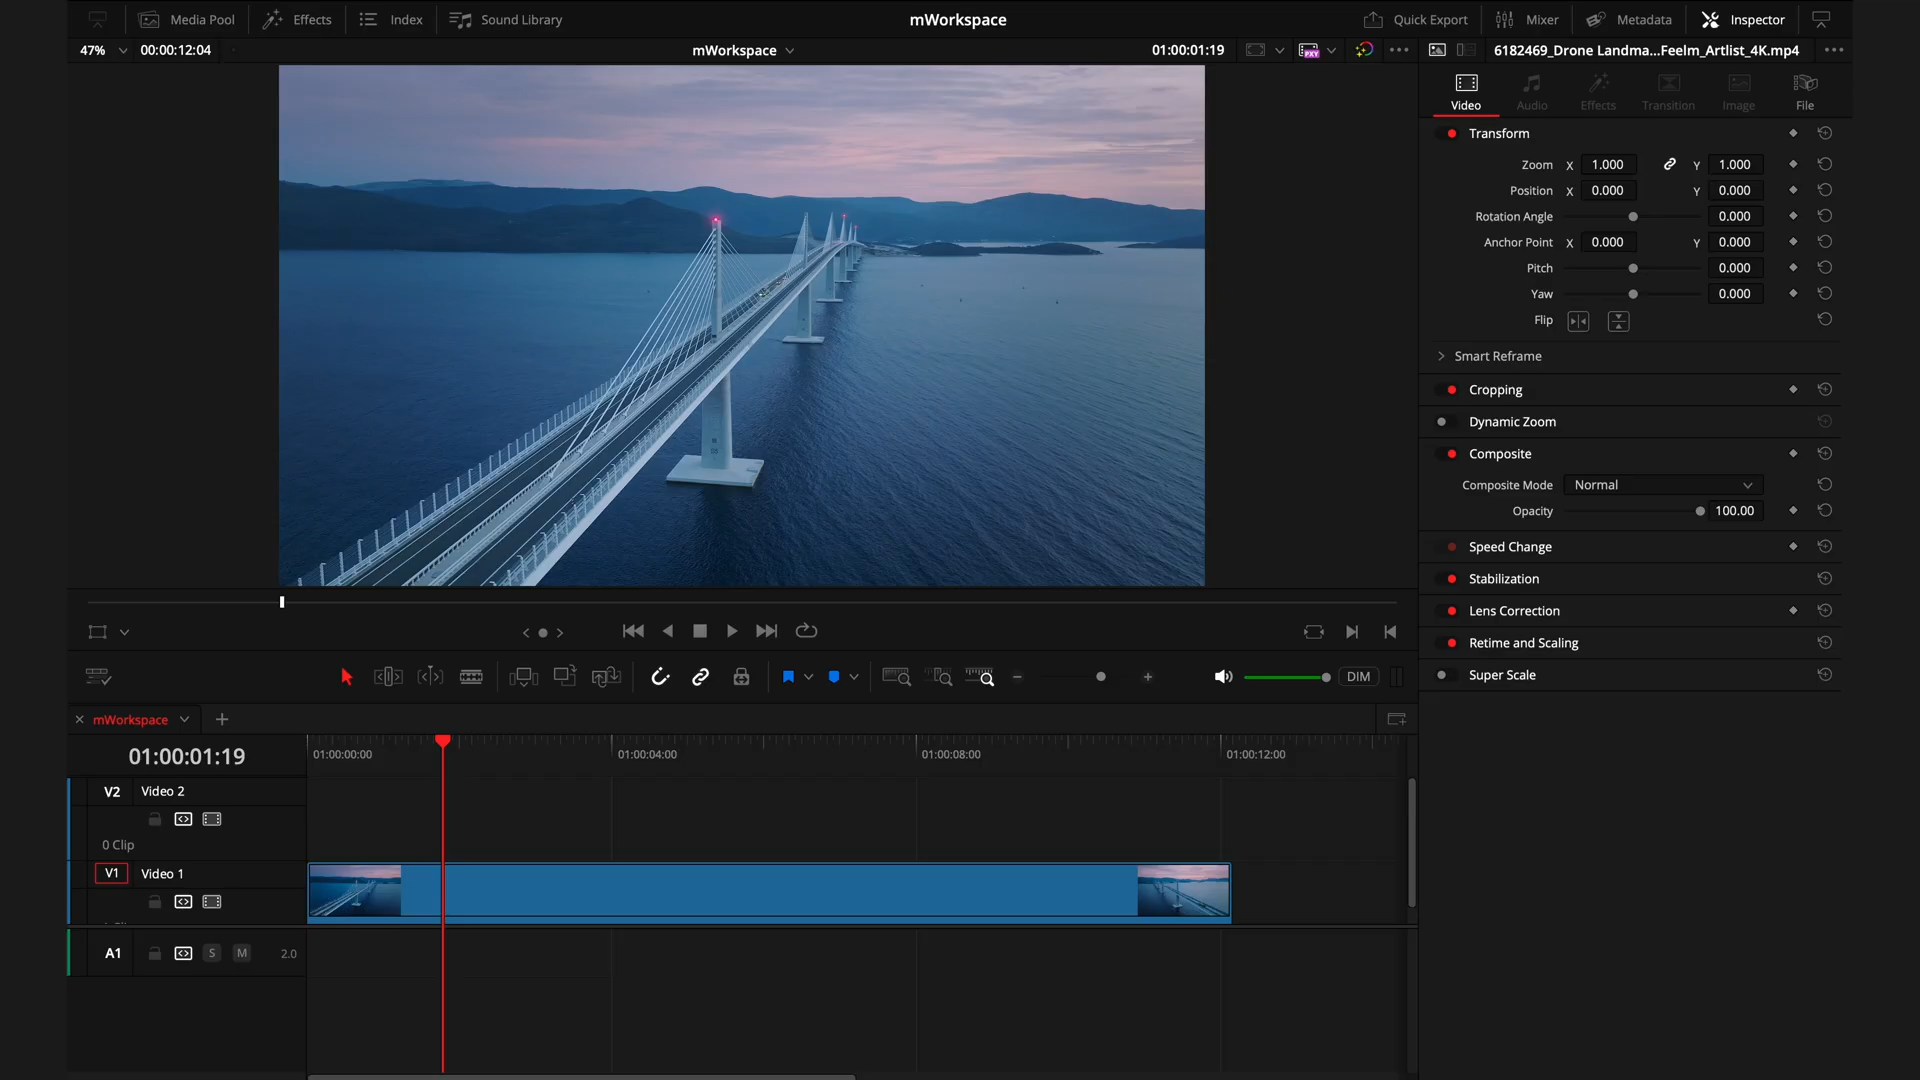 Media Pool Effects Index Sound Library mWorkspace Quick Export Mixer Metadata Inspector
47% 00:00:12:04 mWorkspace 01:00:01:19 PXY 6182469_Drone Landma...Feelm_Artlist_4K.mp4
Video Audio Effects Transition Image File
Transform
Zoom X 1.000 Y 1.000
Position X 0.000 Y 0.000
Rotation Angle 0.000
Anchor Point X 0.000 Y 0.000
Pitch 0.000
Yaw 0.000
Flip
Smart Reframe
Cropping
Dynamic Zoom
Composite
Composite Mode Normal
Opacity 100.00
Speed Change
Stabilization
Lens Correction
Retime and Scaling
Super Scale
DIM
mWorkspace
01:00:01:19 01:00:00:00 01:00:04:00 01:00:08:00 01:00:12:00
V2 Video 2
0 Clip
V1 Video 1
A1 S M 2.0